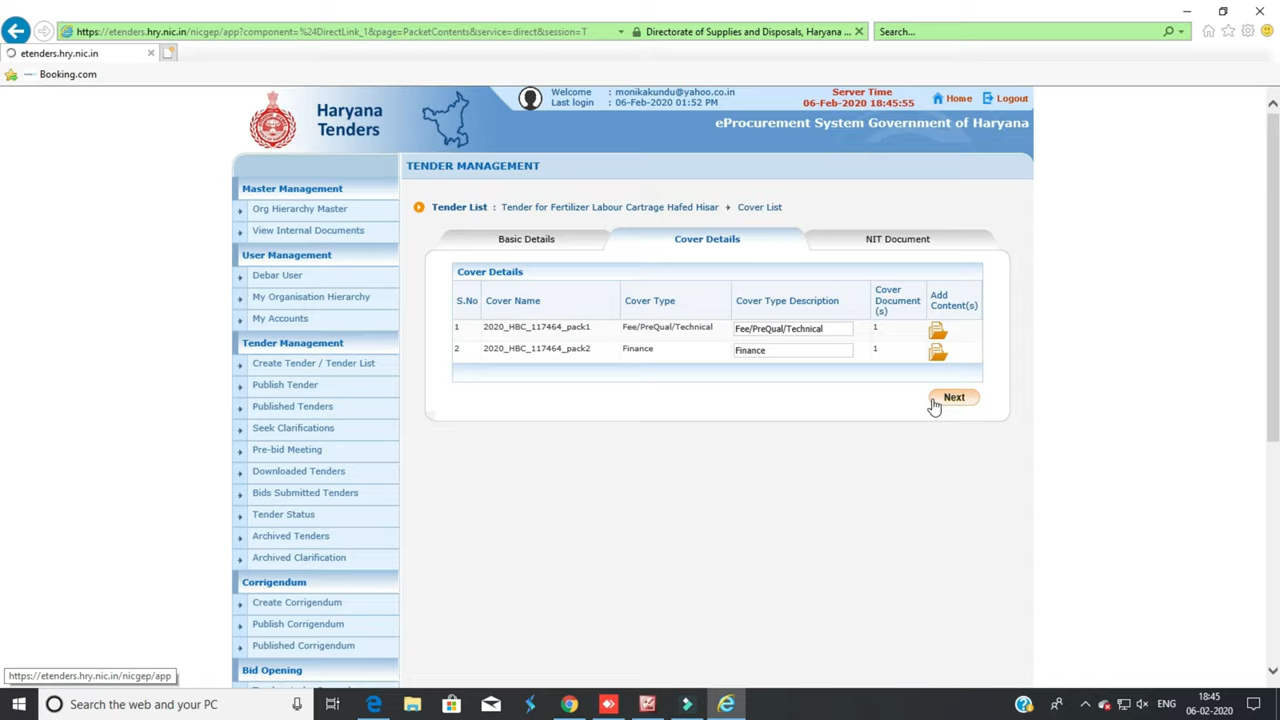 https://etenders.hry.nic.in/nicgep/app?component=%24DirectLink_1&page=PacketContents&service=direct&session=T
Directorate of Supplies and Disposals, Haryana ...
Search...
etenders.hry.nic.in
Booking.com
Haryana
Tenders
Welcome : monikakundu@yahoo.co.in
Last login : 06-Feb-2020 01:52 PM
Server Time
06-Feb-2020 18:45:55
Home
Logout
eProcurement System Government of Haryana
TENDER MANAGEMENT
Tender List : Tender for Fertilizer Labour Cartrage Hafed Hisar Cover List
Basic Details
Cover Details
NIT Document
Cover Details
S.No Cover Name Cover Type Cover Type Description Cover Document (s) Add Content(s)
1 2020_HBC_117464_pack1 Fee/PreQual/Technical Fee/PreQual/Technical 1
2 2020_HBC_117464_pack2 Finance Finance 1
Next
Master Management
Org Hierarchy Master
View Internal Documents
User Management
Debar User
My Organisation Hierarchy
My Accounts
Tender Management
Create Tender / Tender List
Publish Tender
Published Tenders
Seek Clarifications
Pre-bid Meeting
Downloaded Tenders
Bids Submitted Tenders
Tender Status
Archived Tenders
Archived Clarification
Corrigendum
Create Corrigendum
Publish Corrigendum
Published Corrigendum
Bid Opening
https://etenders.hry.nic.in/nicgep/app
Search the web and your PC
ENG
18:45
06-02-2020